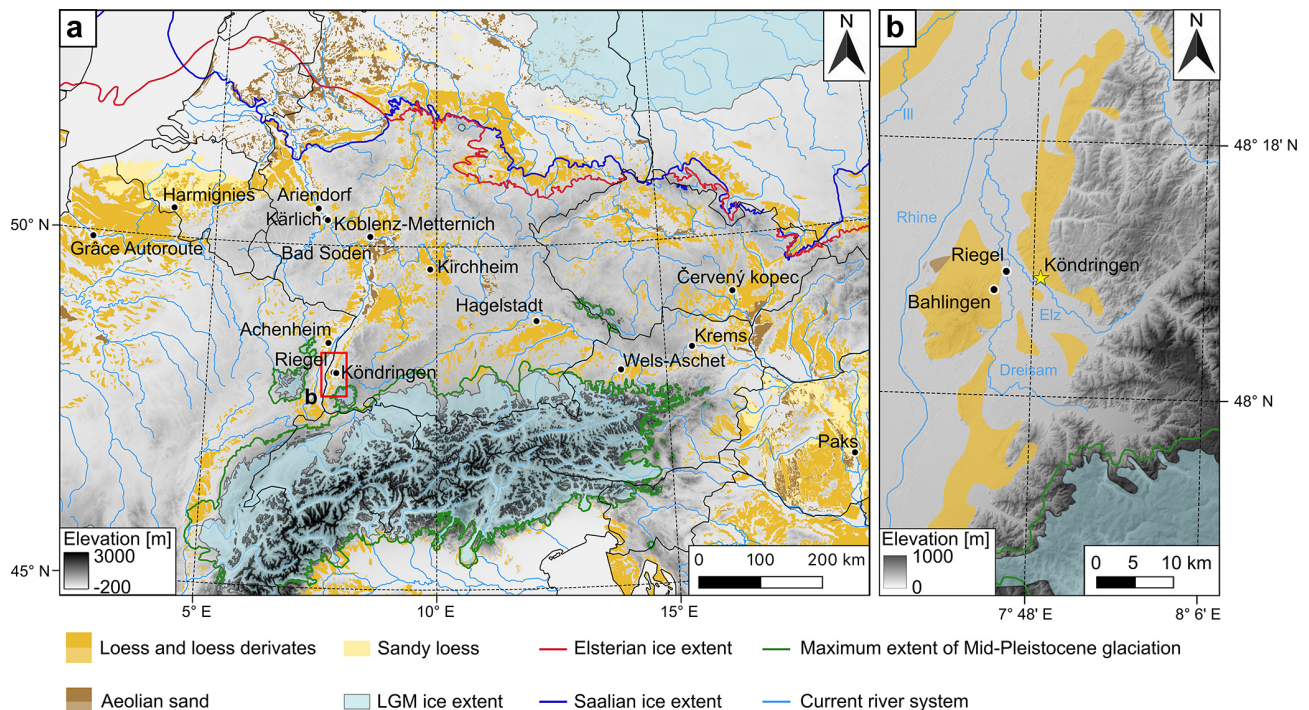 a
N
Harmignies
Ariendorf
Kärlich
Koblenz-Metternich
50° N
Grâce Autoroute
Bad Soden
Kirchheim
Červený kopec
Hagelstadt
Achenheim
Krems
Riegel
Wels-Aschet
Köndringen
b
Paks
Elevation [m]
3000
-200
0 100 200 km
45° N
5° E
10° E
15° E
b
N
Ill
48° 18' N
Rhine
Riegel
Köndringen
Bahlingen
Elz
Dreisam
48° N
Elevation [m]
1000
0
0 5 10 km
7° 48' E
8° 6' E
Loess and loess derivates
Sandy loess
Elsterian ice extent
Maximum extent of Mid-Pleistocene glaciation
Aeolian sand
LGM ice extent
Saalian ice extent
Current river system